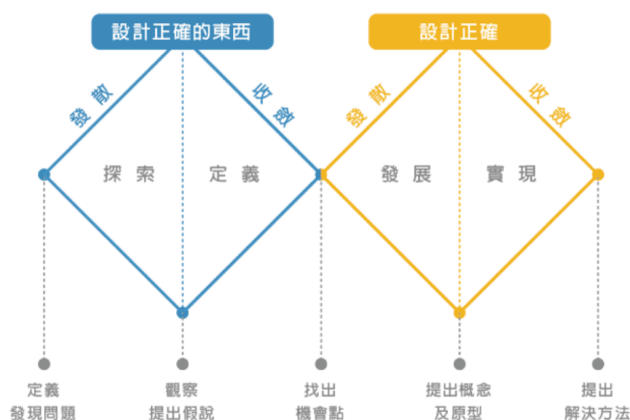 設計正確的東西
設計正確
發散
收斂
發散
收斂
探索
定義
發展
實現
定義
發現問題
觀察
提出假說
找出
機會點
提出概念
及原型
提出
解決方法